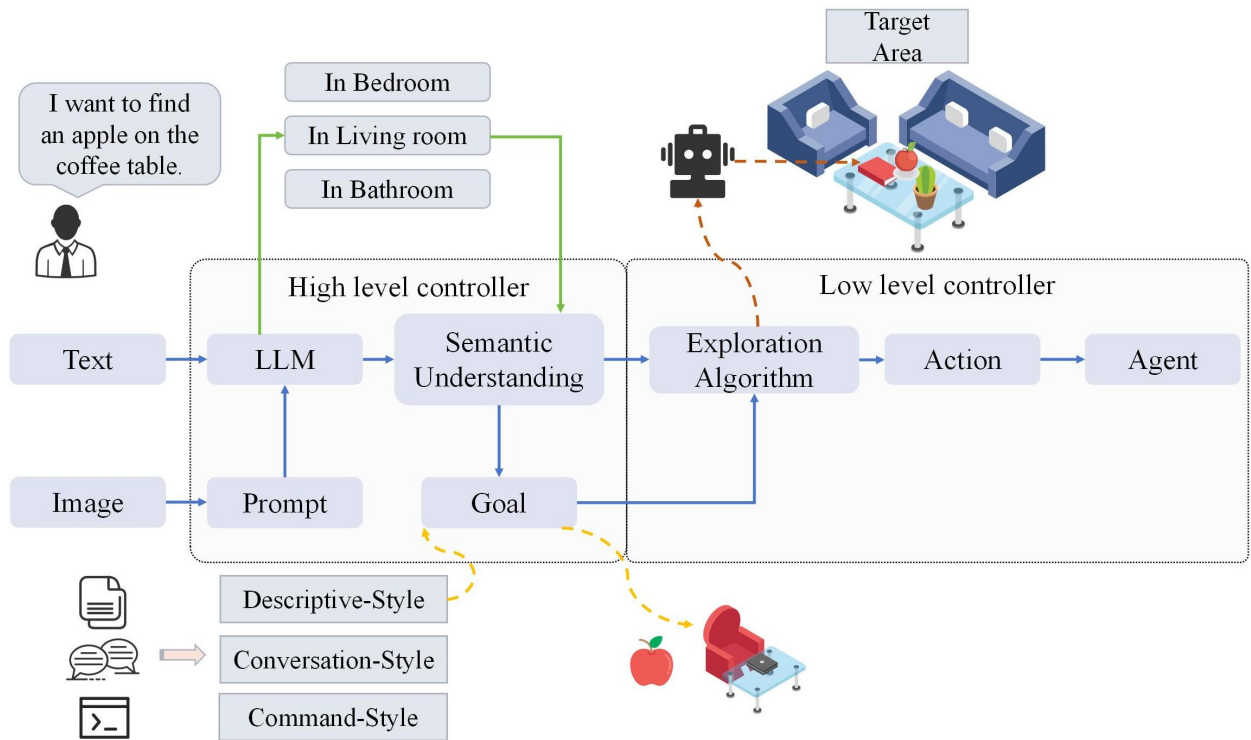 Target
Area
I want to find
an apple on the
coffee table.
In Bedroom
In Living room
In Bathroom
High level controller
Low level controller
Text
LLM
Semantic
Understanding
Exploration
Algorithm
Action
Agent
Image
Prompt
Goal
Descriptive-Style
Conversation-Style
Command-Style